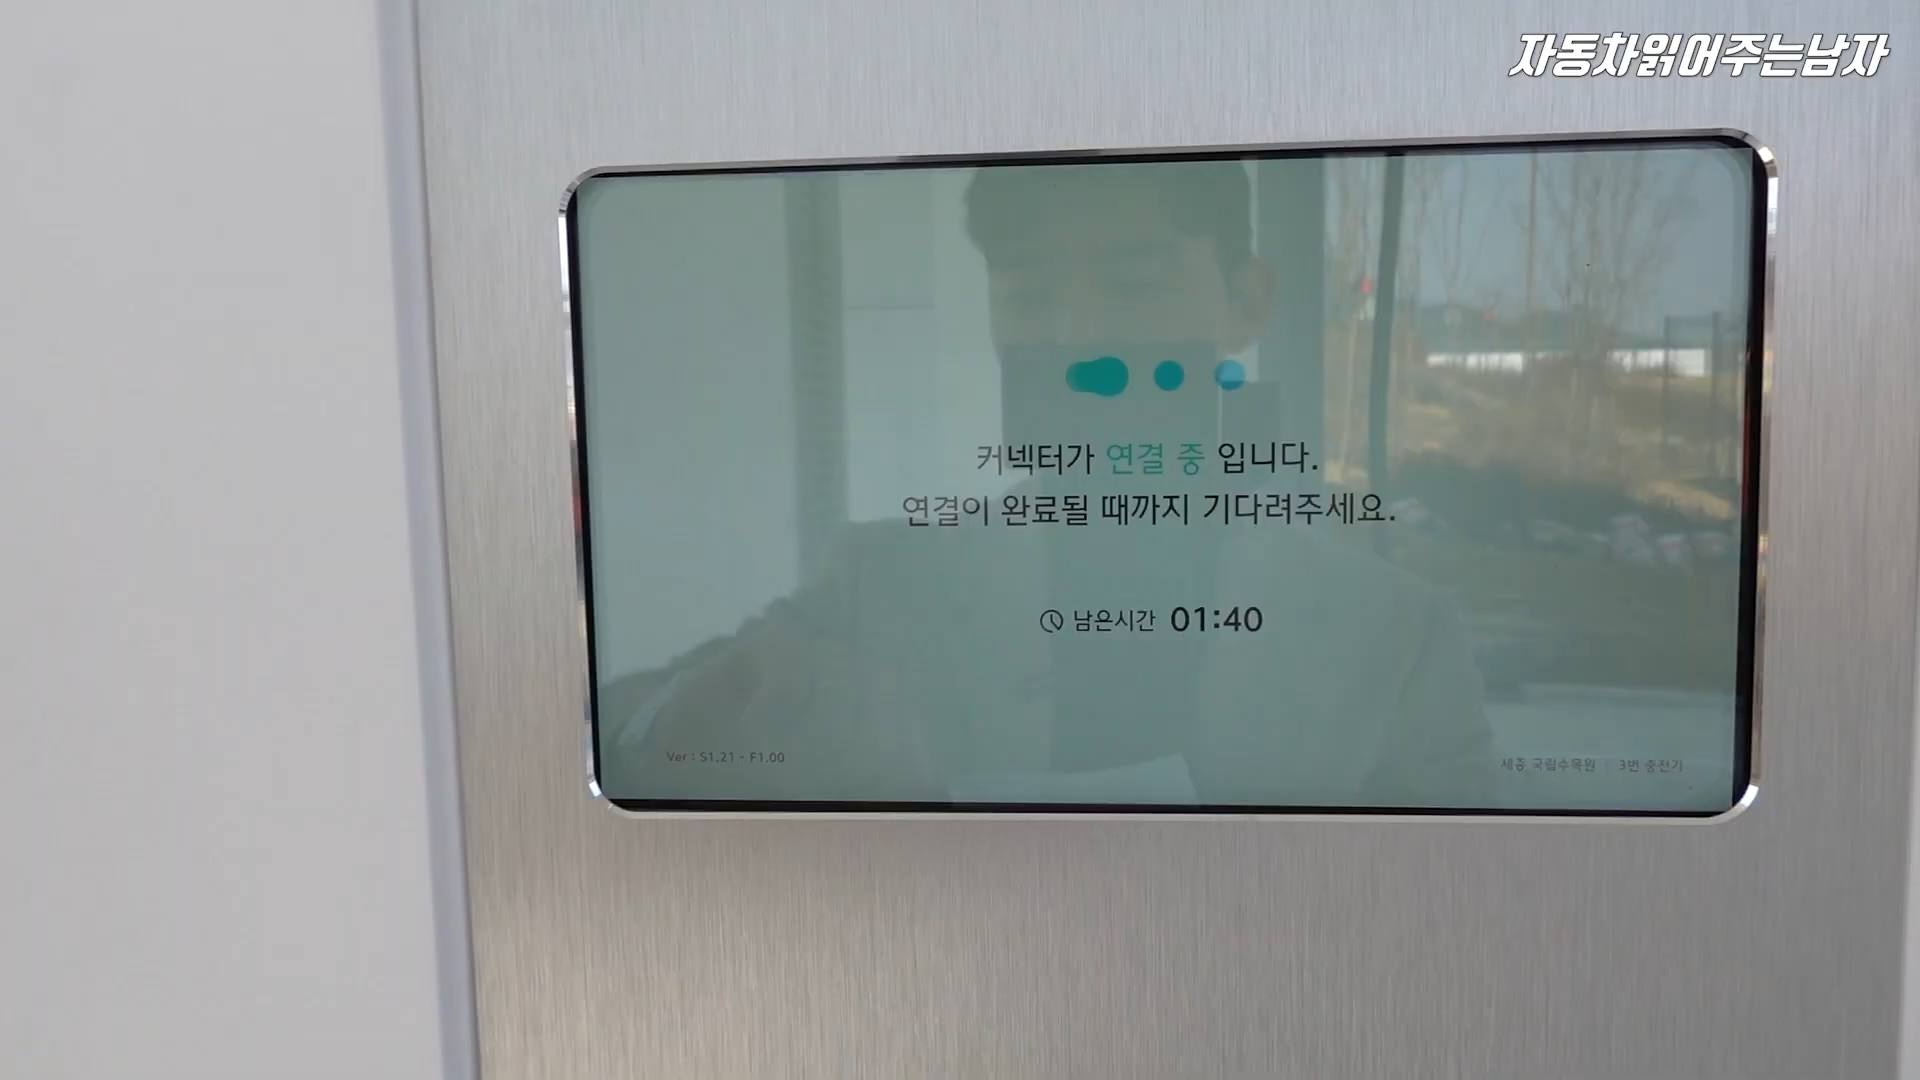 자동차읽어주는남자
커넥터가 연결 중 입니다.
연결이 완료될 때까지 기다려주세요.
남은시간 01:40
Ver : S1.21 - F1.00
세종 국립수목원 | 3번 충전기